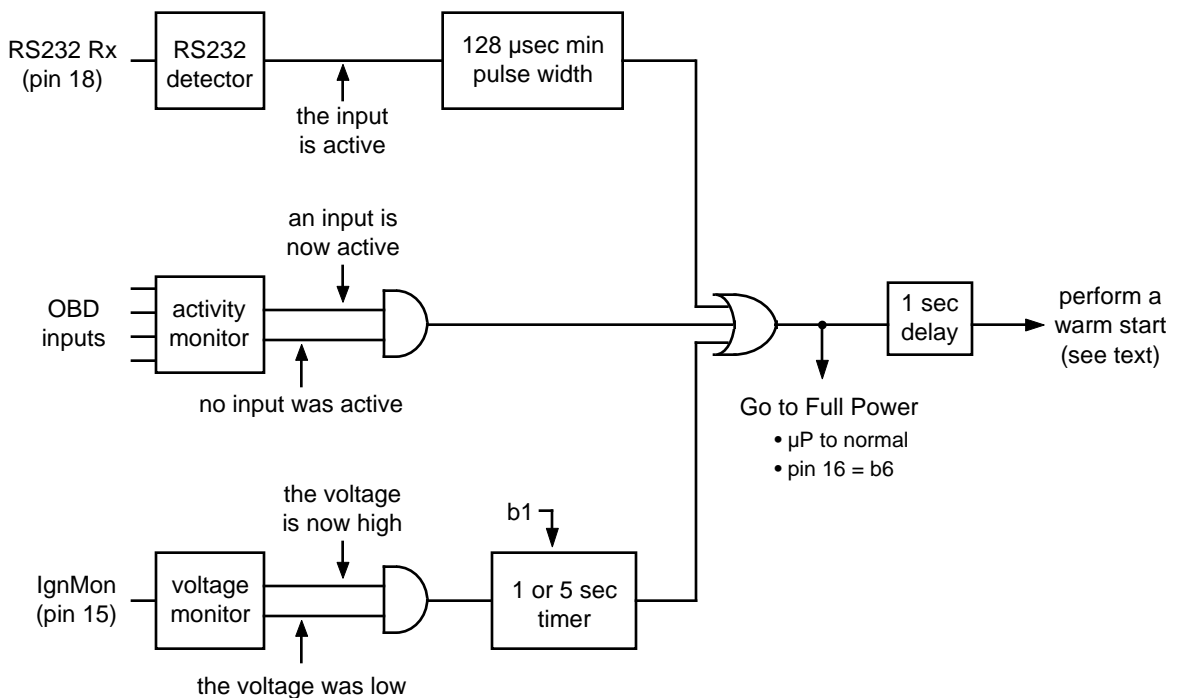 RS232 Rx
(pin 18)
RS232
detector
128 µsec min
pulse width
the input
is active
an input is
now active
OBD
inputs
activity
monitor
no input was active
1 sec
delay
perform a
warm start
(see text)
Go to Full Power
• µP to normal
• pin 16 = b6
the voltage
is now high
b1
IgnMon
(pin 15)
voltage
monitor
1 or 5 sec
timer
the voltage was low